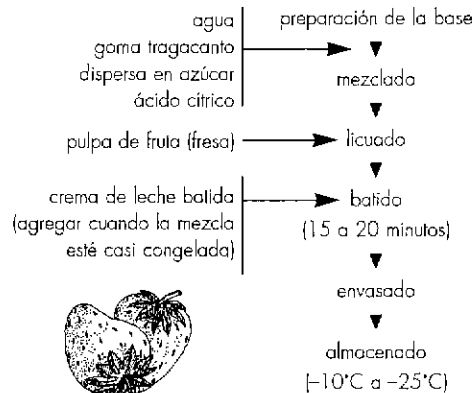 agua
goma tragacanto
dispersa en azúcar
ácido cítrico
preparación de la base
mezclada
pulpa de fruta (fresa)
licuado
crema de leche batida
(agregar cuando la mezcla
esté casi congelada)
batido
(15 a 20 minutos)
envasado
almacenado
(–10°C a –25°C)